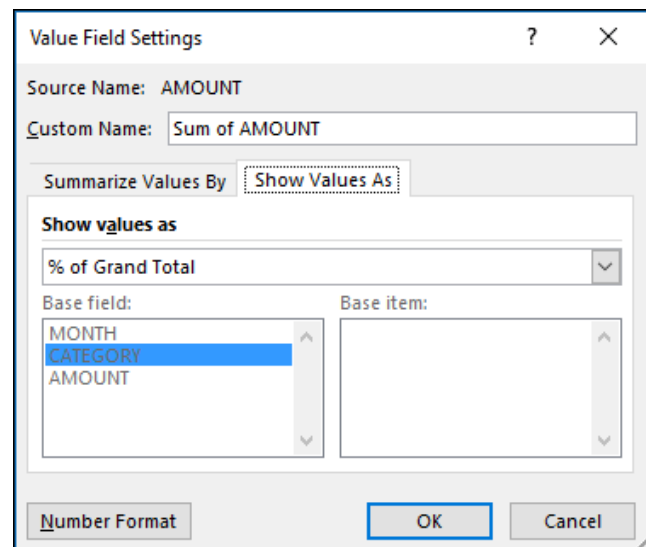 Value Field Settings ? ×
Source Name: AMOUNT
Custom Name: Sum of AMOUNT
Summarize Values By Show Values As
Show values as
% of Grand Total
Base field: Base item:
MONTH
CATEGORY
AMOUNT
Number Format OK Cancel